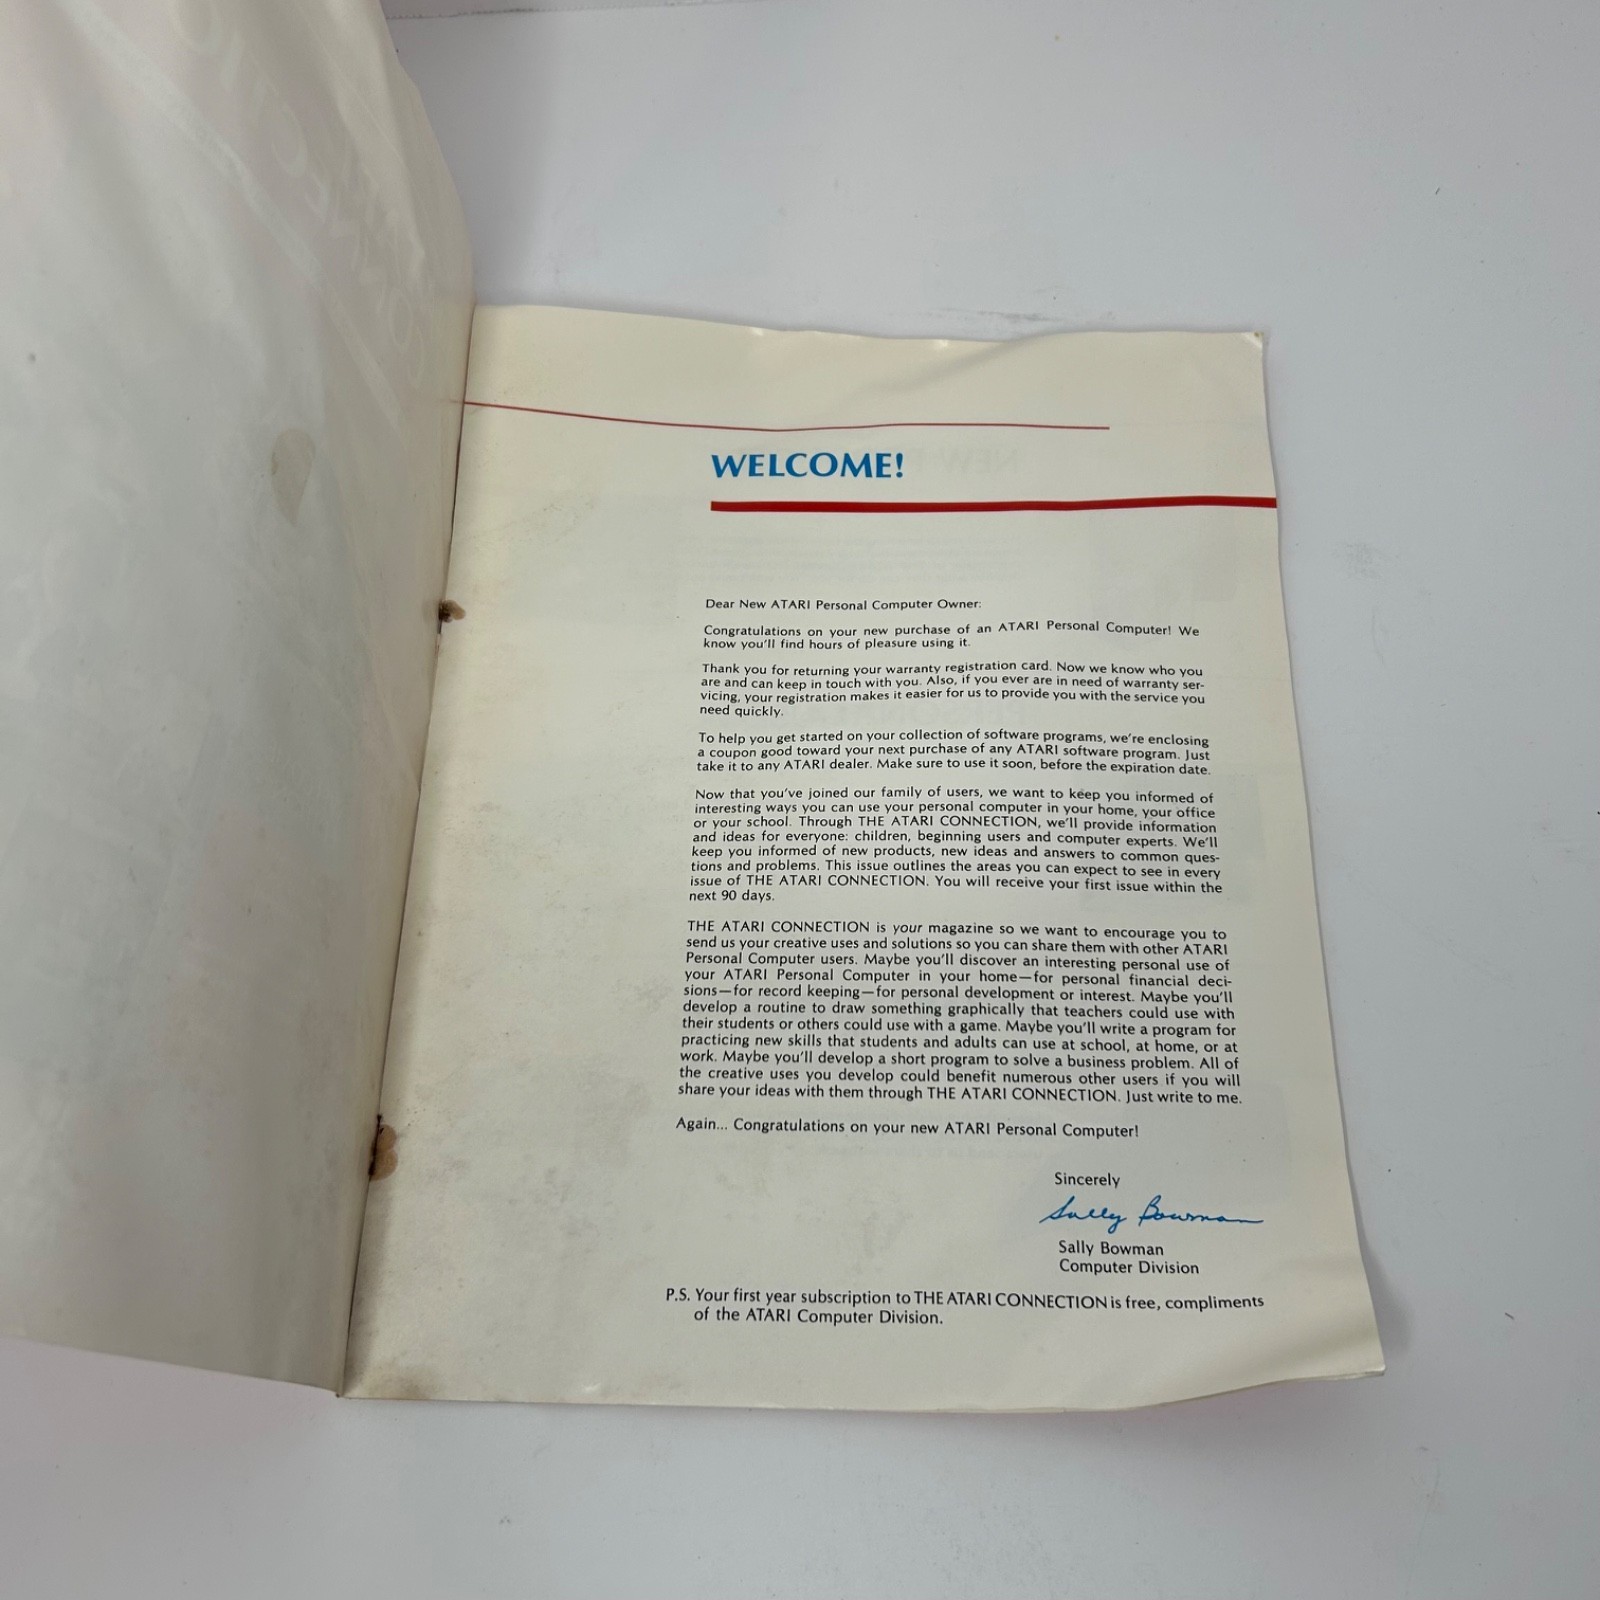 WELCOME!
Dear New ATARI Personal Computer Owner:
Congratulations on your new purchase of an ATARI Personal Computer! We
know you'll find hours of pleasure using it.
Thank you for returning your warranty registration card. Now we know who you
are and can keep in touch with you. Also, if you ever are in need of warranty ser-
vicing, your registration makes it easier for us to provide you with the service you
need quickly.
To help you get started on your collection of software programs, we're enclosing
a coupon good toward your next purchase of any ATARI software program. Just
take it to any ATARI dealer. Make sure to use it soon, before the expiration date.
Now that you've joined our family of users, we want to keep you informed of
interesting ways you can use your personal computer in your home, your office
or your school. Through THE ATARI CONNECTION, we'll provide information
and ideas for everyone: children, beginning users and computer experts. We'll
keep you informed of new products, new ideas and answers to common ques-
tions and problems. This issue outlines the areas you can expect to see in every
issue of THE ATARI CONNECTION. You will receive your first issue within the
next 90 days.
THE ATARI CONNECTION is your magazine so we want to encourage you to
send us your creative uses and solutions so you can share them with other ATARI
Personal Computer users. Maybe you'll discover an interesting personal use of
your ATARI Personal Computer in your home—for personal financial deci-
sions—for record keeping—for personal development or interest. Maybe you'll
develop a routine to draw something graphically that teachers could use with
their students or others could use with a game. Maybe you'll write a program for
practicing new skills that students and adults can use at school, at home, or at
work. Maybe you'll develop a short program to solve a business problem. All of
the creative uses you develop could benefit numerous other users if you will
share your ideas with them through THE ATARI CONNECTION. Just write to me.
Again... Congratulations on your new ATARI Personal Computer!
Sincerely
Sally Bowman
Sally Bowman
Computer Division
P.S. Your first year subscription to THE ATARI CONNECTION is free, compliments
of the ATARI Computer Division.